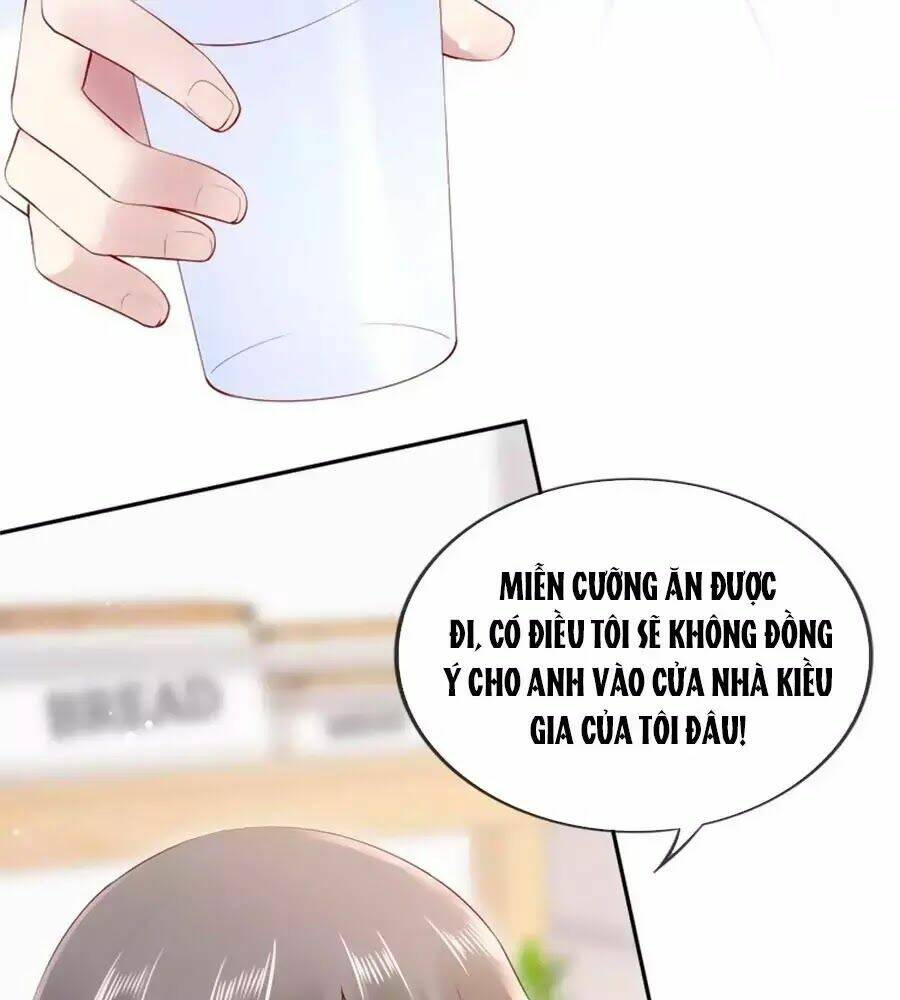 BREAD
MIỄN CƯỠNG ĂN ĐƯỢC
ĐI, CÓ ĐIỀU TÔI SẼ KHÔNG ĐỒNG
Ý CHO ANH VÀO CỬA NHÀ KIỀU
GIA CỦA TÔI ĐÂU!